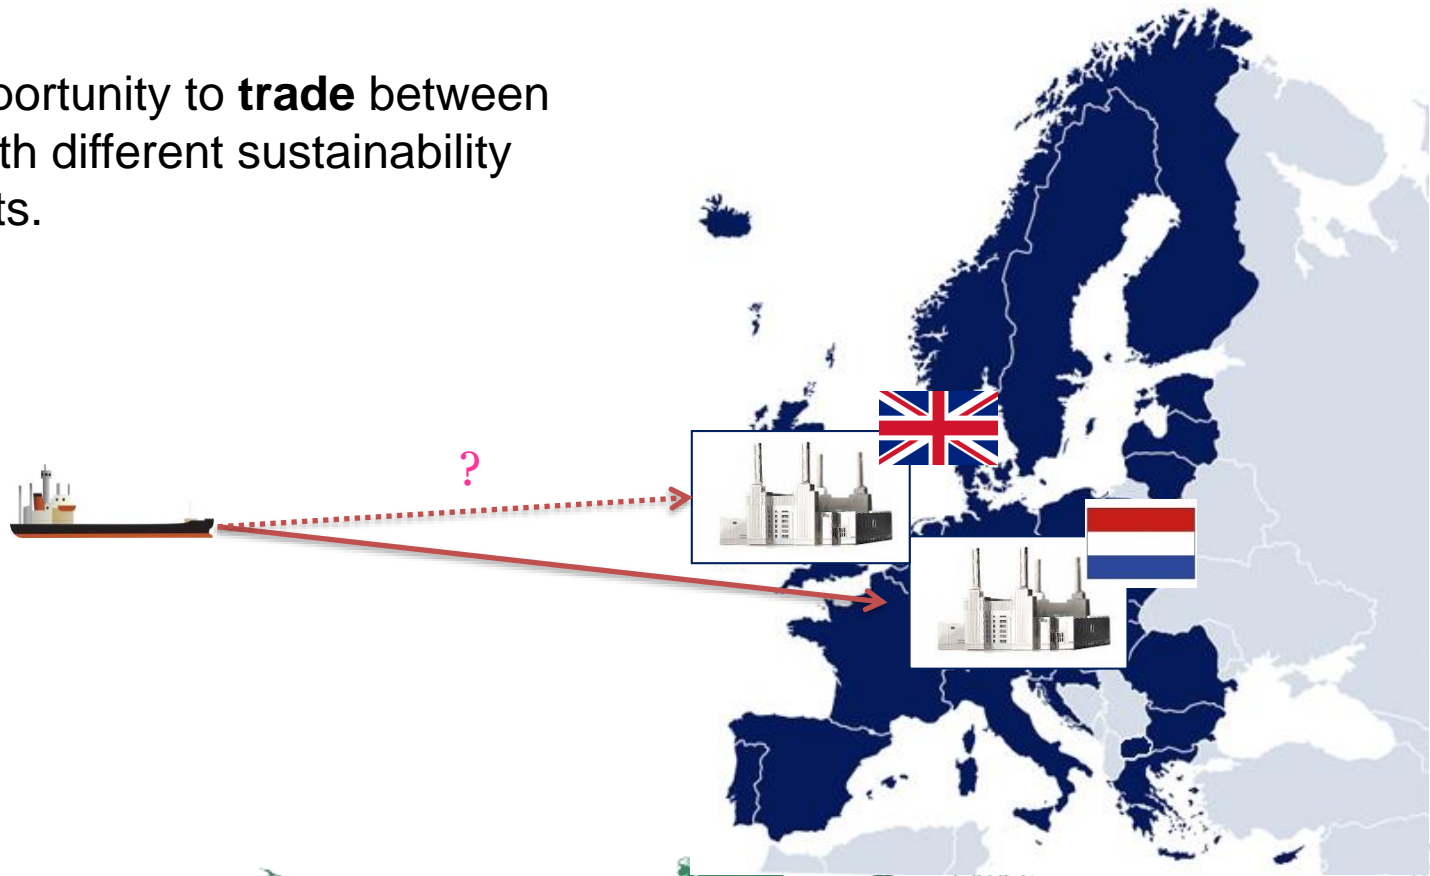 portunity to trade between
th different sustainability
ts.
?